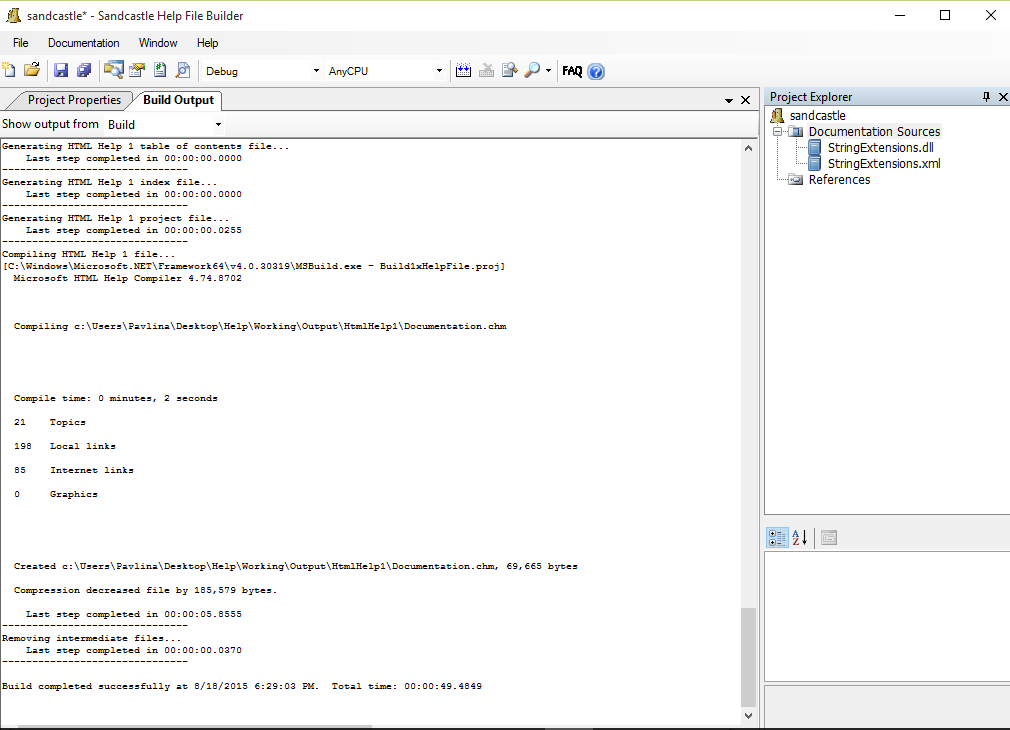 sandcastle* - Sandcastle Help File Builder
File Documentation Window Help
Debug AnyCPU FAQ
Project Properties Build Output
Show output from Build
Generating HTML Help 1 table of contents file...
Last step completed in 00:00:00.0000
-------------------------------
Generating HTML Help 1 index file...
Last step completed in 00:00:00.0000
-------------------------------
Generating HTML Help 1 project file...
Last step completed in 00:00:00.0255
-------------------------------
Compiling HTML Help 1 file...
[C:\Windows\Microsoft.NET\Framework64\v4.0.30319\MSBuild.exe - Build1xHelpFile.proj]
Microsoft HTML Help Compiler 4.74.8702
Compiling c:\Users\Pavlina\Desktop\Help\Working\Output\HtmlHelp1\Documentation.chm
Compile time: 0 minutes, 2 seconds
21 Topics
198 Local links
85 Internet links
0 Graphics
Created c:\Users\Pavlina\Desktop\Help\Working\Output\HtmlHelp1\Documentation.chm, 69,665 bytes
Compression decreased file by 185,579 bytes.
Last step completed in 00:00:05.8555
-------------------------------
Removing intermediate files...
Last step completed in 00:00:00.0370
-------------------------------
Build completed successfully at 8/18/2015 6:29:03 PM. Total time: 00:00:49.4849
Project Explorer
sandcastle
Documentation Sources
StringExtensions.dll
StringExtensions.xml
References